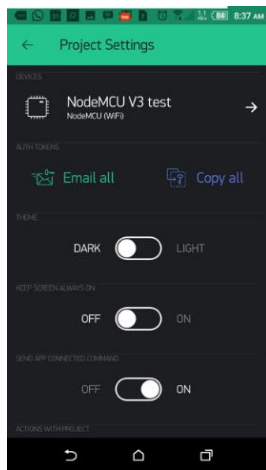 84 8:37 AM
Project Settings
DEVICES
NodeMCU V3 test
NodeMCU (WiFi)
AUTH TOKENS
Email all
Copy all
THEME
DARK LIGHT
KEEP SCREEN ALWAYS ON
OFF ON
SEND APP CONNECTED COMMAND
OFF ON
ACTIONS WITH PROJECT